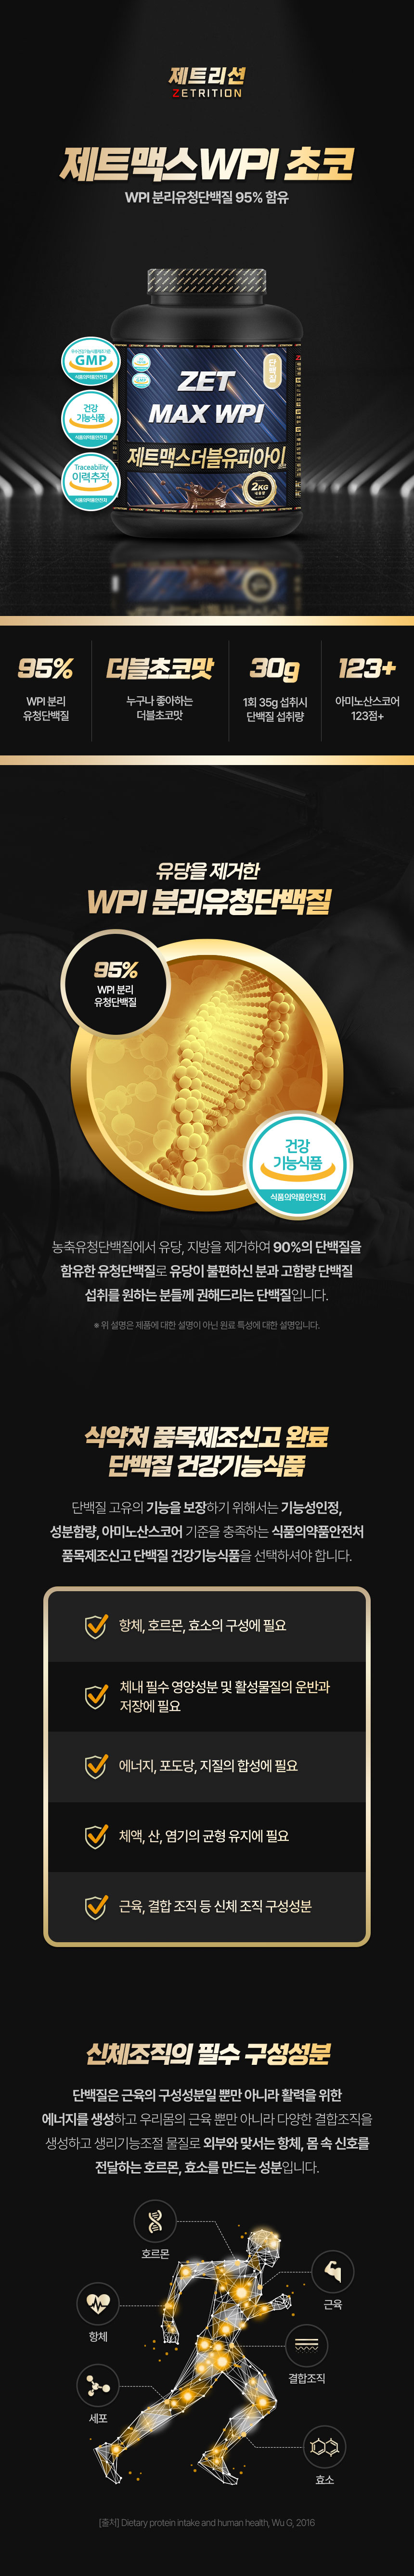 제트리션
ZETRITION
제트맥스WPI 초코
WPI 분리유청단백질 95% 함유
GMP
식품의약품안전처
건강
기능식품
식품의약품안전처
Traceability
이력추적
식품의약품안전처
단백질
ZET
MAX WPI
제트맥스더블유피아이
2KG
95%
WPI 분리
유청단백질
더블초코맛
누구나 좋아하는
더블초코맛
30g
1회 35g 섭취시
단백질 섭취량
123+
아미노산스코어
123점+
유당을 제거한
WPI 분리유청단백질
95%
WPI 분리
유청단백질
건강
기능식품
식품의약품안전처
농축유청단백질에서 유당, 지방을 제거하여 90%의 단백질을
함유한 유청단백질로 유당이 불편하신 분과 고함량 단백질
섭취를 원하는 분들께 권해드리는 단백질입니다.
※ 위 설명은 제품에 대한 설명이 아닌 원료 특성에 대한 설명입니다.
식약처 품목제조신고 완료
단백질 건강기능식품
단백질 고유의 기능을 보장하기 위해서는 기능성인정,
성분함량, 아미노산스코어 기준을 충족하는 식품의약품안전처
품목제조신고 단백질 건강기능식품을 선택하셔야 합니다.
항체, 호르몬, 효소의 구성에 필요
체내 필수 영양성분 및 활성물질의 운반과
저장에 필요
에너지, 포도당, 지질의 합성에 필요
체액, 산, 염기의 균형 유지에 필요
근육, 결합 조직 등 신체 조직 구성성분
신체조직의 필수 구성성분
단백질은 근육의 구성성분일 뿐만 아니라 활력을 위한
에너지를 생성하고 우리몸의 근육 뿐만 아니라 다양한 결합조직을
생성하고 생리기능조절 물질로 외부와 맞서는 항체, 몸 속 신호를
전달하는 호르몬, 효소를 만드는 성분입니다.
호르몬
근육
항체
결합조직
세포
효소
[출처] Dietary protein intake and human health, Wu G, 2016